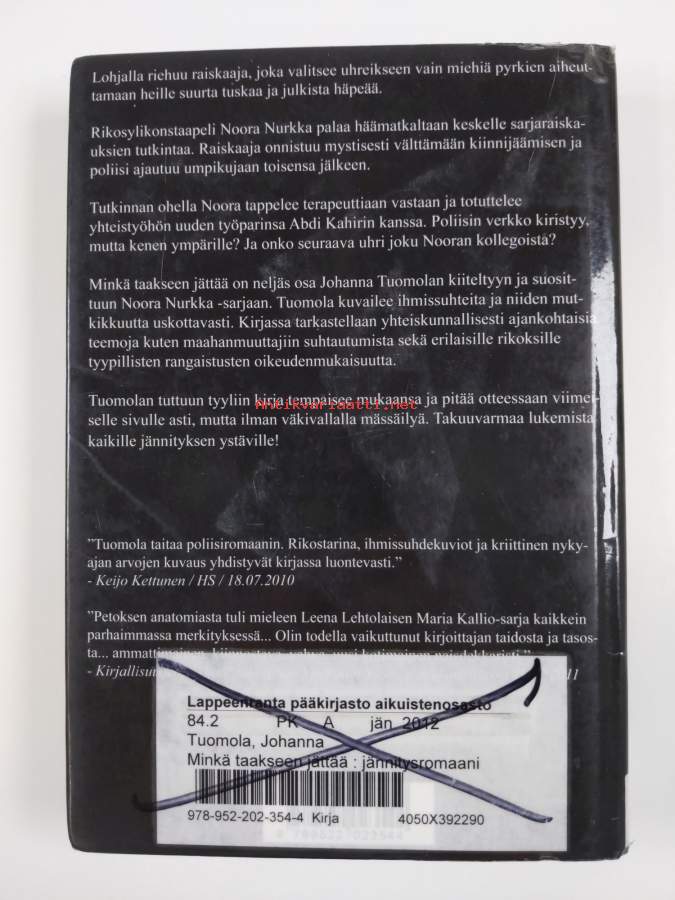 Lohjalla riehuu raiskaaja, joka valitsee uhreikseen vain miehiä pyrkien aiheut-
tamaan heille suurta tuskaa ja julkista häpeää.
Rikosylikonstaapeli Noora Nurkka palaa häämatkaltaan keskelle sarjaraiska-
uksien tutkintaa. Raiskaaja onnistuu mystisesti välttämään kiinnijäämisen ja
poliisi ajautuu umpikujaan toisensa jälkeen.
Tutkinnan ohella Noora tappelee terapeuttiaan vastaan ja totuttelee
yhteistyöhön uuden työparinsa Abdi Kahirin kanssa. Poliisin verkko kiristyy,
mutta kenen ympärille? Ja onko seuraava uhri joku Nooran kollegoista?
Minkä taakseen jättää on neljäs osa Johanna Tuomolan kiiteltyyn ja suosit-
tuun Noora Nurkka -sarjaan. Tuomola kuvailee ihmissuhteita ja niiden mut-
kikkuutta uskottavasti. Kirjassa tarkastellaan yhteiskunnallisesti ajankohtaisia
teemoja kuten maahanmuuttajiin suhtautumista sekä erilaisille rikoksille
tyypillisten rangaistusten oikeudenmukaisuutta.
Tuomolan tuttuun tyyliin kirja tempaisee mukaansa ja pitää otteessaan viimei-
Antikvariaatti.net
selle sivulle asti, mutta ilman väkivallalla mässäilyä. Takuuvarmaa lukemista
kaikille jännityksen ystäville!
”Tuomola taitaa poliisiromaanin. Rikostarina, ihmissuhdekuviot ja kriittinen nyky-
ajan arvojen kuvaus yhdistyvät kirjassa luontevasti.”
- Keijo Kettunen / HS / 18.07.2010
”Petoksen anatomiasta tuli mieleen Leena Lehtolaisen Maria Kallio-sarja kaikkein
parhaimmassa merkityksessä... Olin todella vaikuttunut kirjoittajan taidosta ja tasos-
ta...
Lappeenranta pääkirjasto aikuistenosasto
84.2 PK A jän 2012
Tuomola, Johanna
Minkä taakseen jättää : jännitysromaani
978-952-202-354-4 Kirja 4050X392290